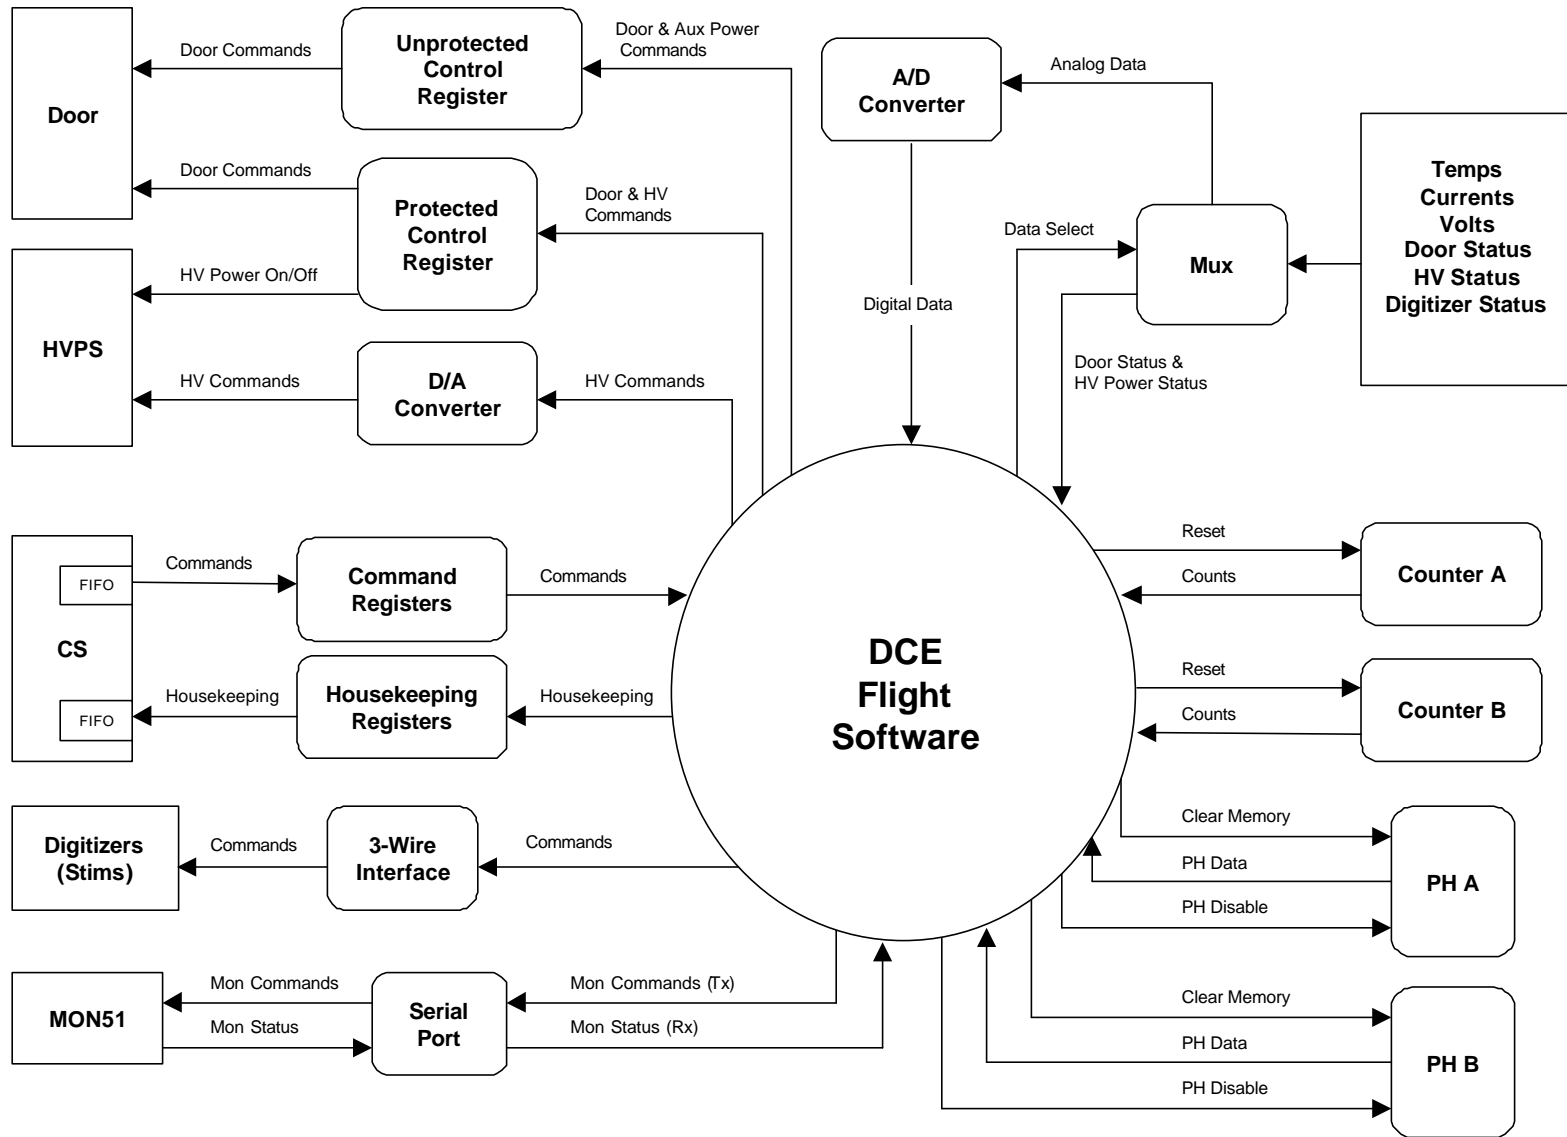 Door
Door Commands
Unprotected
Control
Register
Door & Aux Power
Commands
Door Commands
Protected
Control
Register
Door & HV
Commands
HVPS
HV Power On/Off
HV Commands
D/A
Converter
HV Commands
A/D
Converter
Analog Data
Digital Data
Data Select
Mux
Door Status &
HV Power Status
Temps
Currents
Volts
Door Status
HV Status
Digitizer Status
CS
FIFO
FIFO
Commands
Command
Registers
Commands
Housekeeping
Housekeeping
Registers
Housekeeping
DCE
Flight
Software
Reset
Counts
Counter A
Reset
Counts
Counter B
Digitizers
(Stims)
Commands
3-Wire
Interface
Commands
Clear Memory
PH Data
PH Disable
PH A
MON51
Mon Commands
Mon Status
Serial
Port
Mon Commands (Tx)
Mon Status (Rx)
Clear Memory
PH Data
PH Disable
PH B